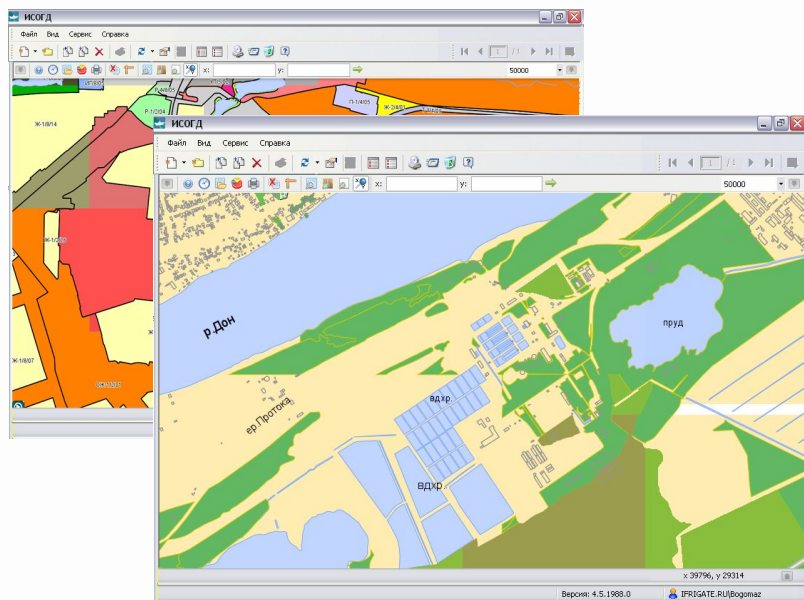 ИСОГД
Файл Вид Сервис Справка
x: y: 50000
Ж-1/8/14
Р-1/2/04
П-1/4/05
ИСОГД
Файл Вид Сервис Справка
1 / 1
x: y: 50000
р.Дон
пруд
вдхр.
ер.Протока
вдхр.
Ж-1/8/07
x 39796, y 29314
Версия: 4.5.1988.0 IFRIGATE.RU\Bogomaz